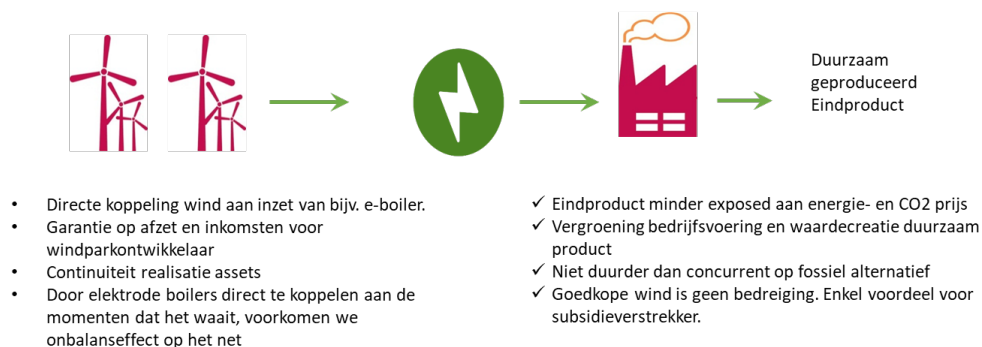 Duurzaam
geproduceerd
Eindproduct
• Directe koppeling wind aan inzet van bijv. e-boiler.
• Garantie op afzet en inkomsten voor
windparkontwikkelaar
• Continuiteit realisatie assets
• Door elektrode boilers direct te koppelen aan de
momenten dat het waait, voorkomen we
onbalanseffect op het net
✓ Eindproduct minder exposed aan energie- en CO2 prijs
✓ Vergroening bedrijfsvoering en waardecreatie duurzaam
product
✓ Niet duurder dan concurrent op fossiel alternatief
✓ Goedkope wind is geen bedreiging. Enkel voordeel voor
subsidieverstrekker.